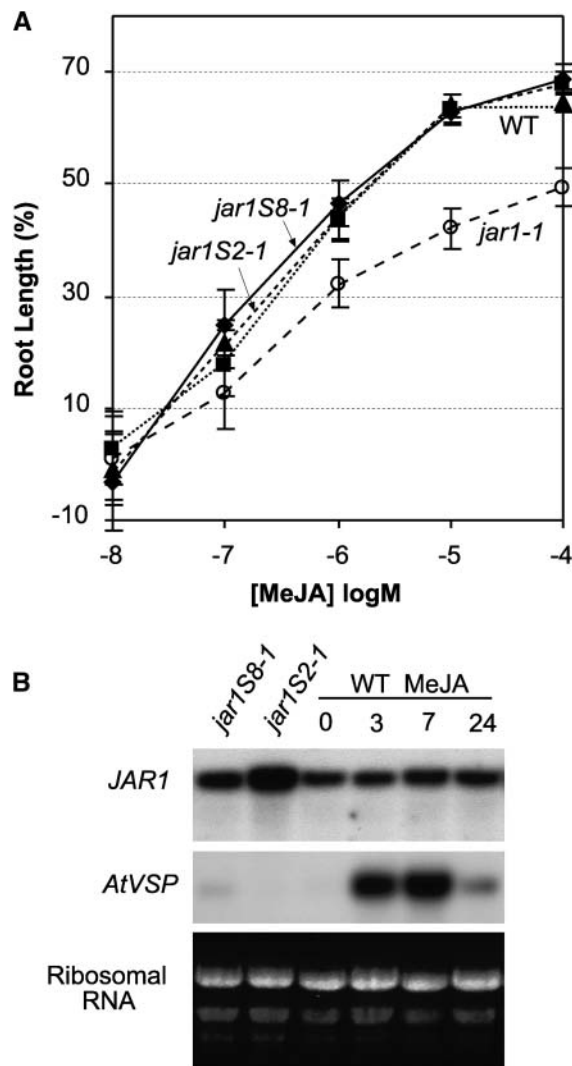 A
Root Length (%)
70
50
30
10
-10
jar1S8-1
jar1S2-1
WT
jar1-1
-8 -7 -6 -5 -4
[MeJA] logM
B
jar1S8-1 jar1S2-1 WT MeJA
0 3 7 24
JAR1
AtVSP
Ribosomal
RNA